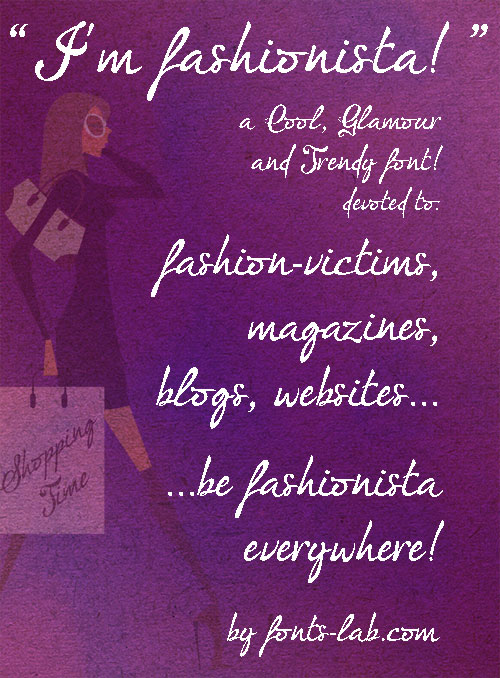 “ I'm fashionista! ”
a Cool, Glamour
and Trendy font!
devoted to:
fashion-victims,
magazines,
blogs, websites...
...be fashionista
everywhere!
by fonts-lab.com
Shopping
Time